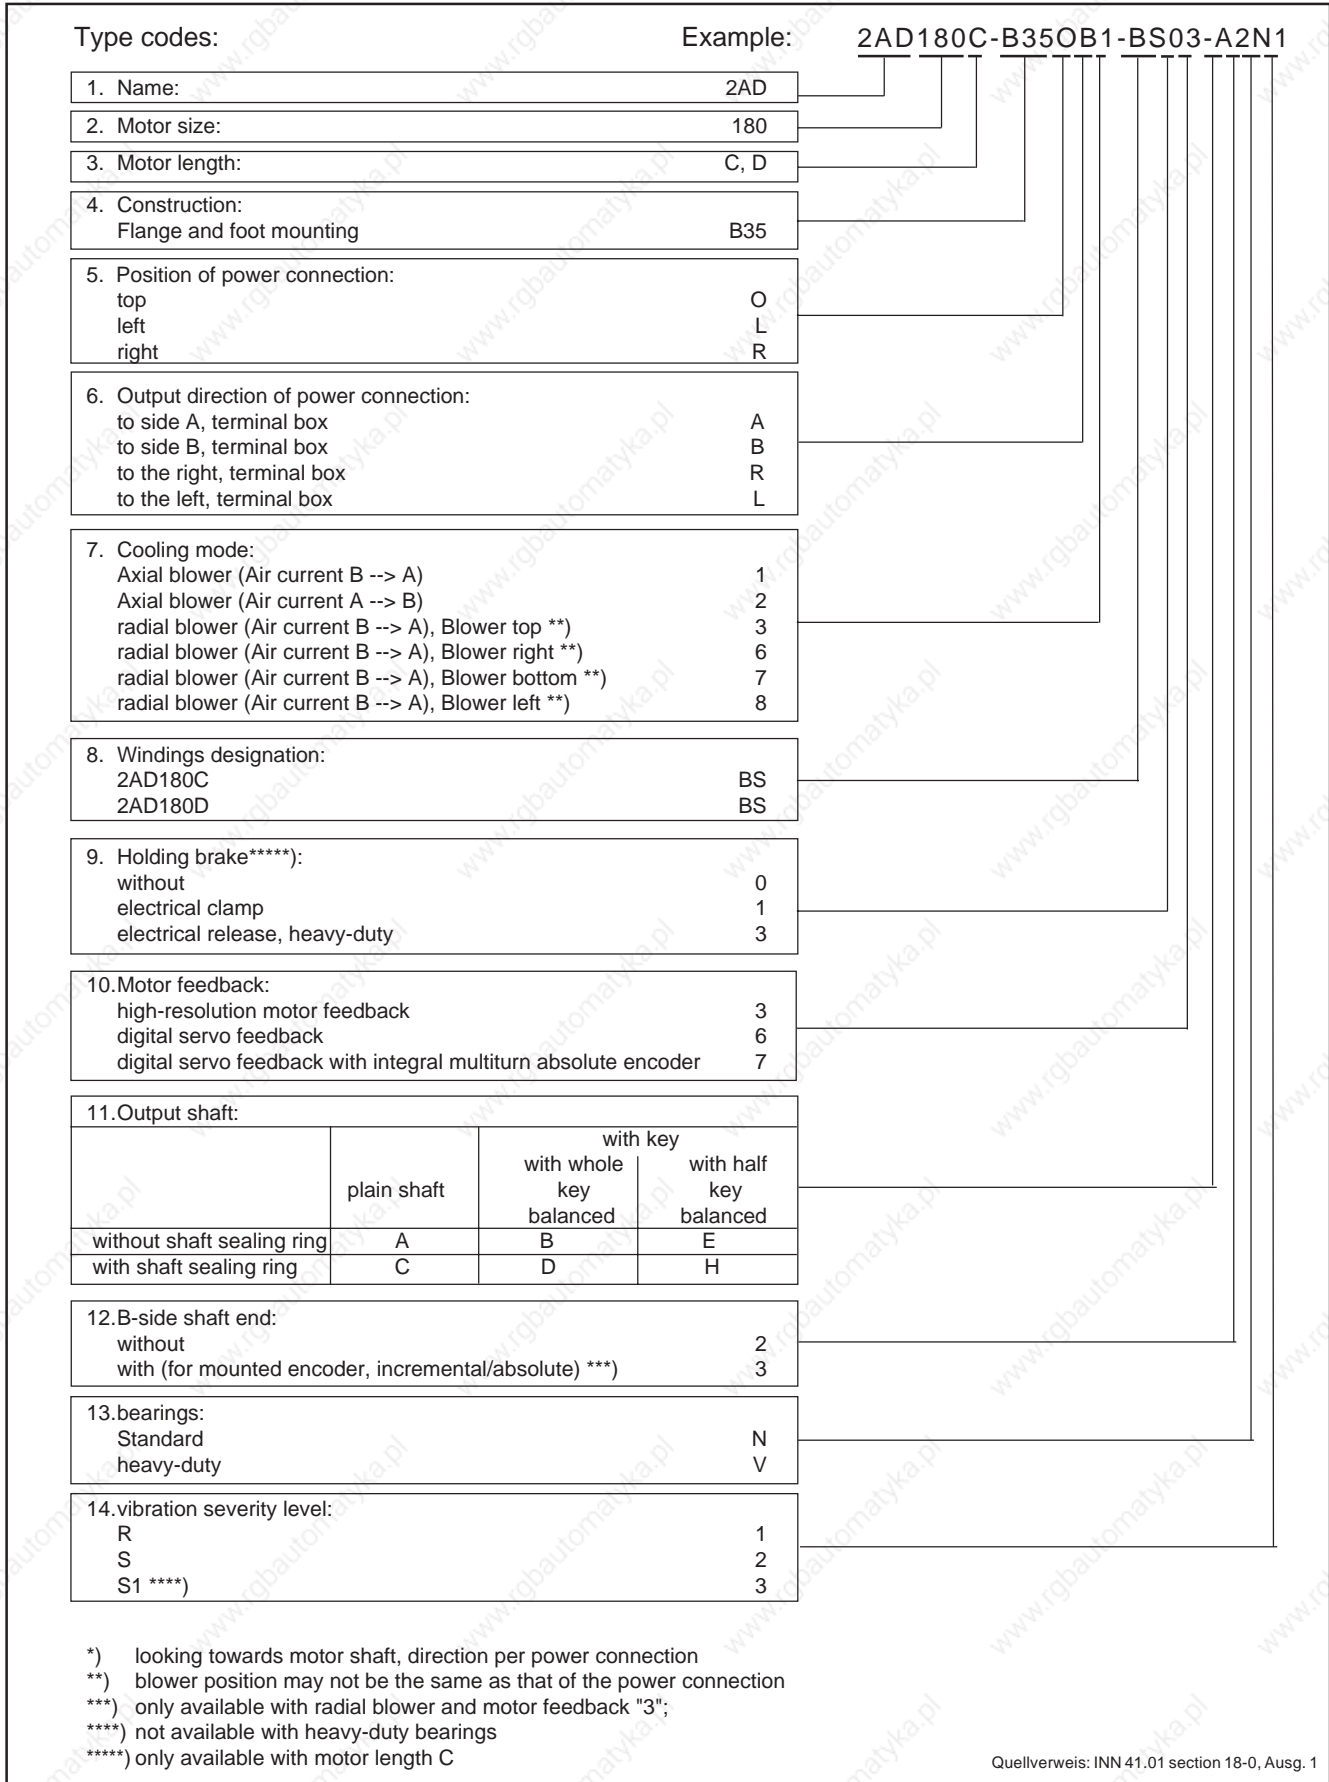 Type codes: Example: 2AD180C-B35OB1-BS03-A2N1
1. Name: 2AD
2. Motor size: 180
3. Motor length: C, D
4. Construction:
Flange and foot mounting B35
5. Position of power connection:
top O
left L
right R
6. Output direction of power connection:
to side A, terminal box A
to side B, terminal box B
to the right, terminal box R
to the left, terminal box L
7. Cooling mode:
Axial blower (Air current B --> A) 1
Axial blower (Air current A --> B) 2
radial blower (Air current B --> A), Blower top **) 3
radial blower (Air current B --> A), Blower right **) 6
radial blower (Air current B --> A), Blower bottom **) 7
radial blower (Air current B --> A), Blower left **) 8
8. Windings designation:
2AD180C BS
2AD180D BS
9. Holding brake*****):
without 0
electrical clamp 1
electrical release, heavy-duty 3
10.Motor feedback:
high-resolution motor feedback 3
digital servo feedback 6
digital servo feedback with integral multiturn absolute encoder 7
11.Output shaft:
with key
with whole with half
plain shaft key key
balanced balanced
without shaft sealing ring A B E
with shaft sealing ring C D H
12.B-side shaft end:
without 2
with (for mounted encoder, incremental/absolute) ***) 3
13.bearings:
Standard N
heavy-duty V
14.vibration severity level:
R 1
S 2
S1 ****) 3
*) looking towards motor shaft, direction per power connection
**) blower position may not be the same as that of the power connection
***) only available with radial blower and motor feedback "3";
****) not available with heavy-duty bearings
*****) only available with motor length C
Quellverweis: INN 41.01 section 18-0, Ausg. 1
www.rgbautomatyka.pl